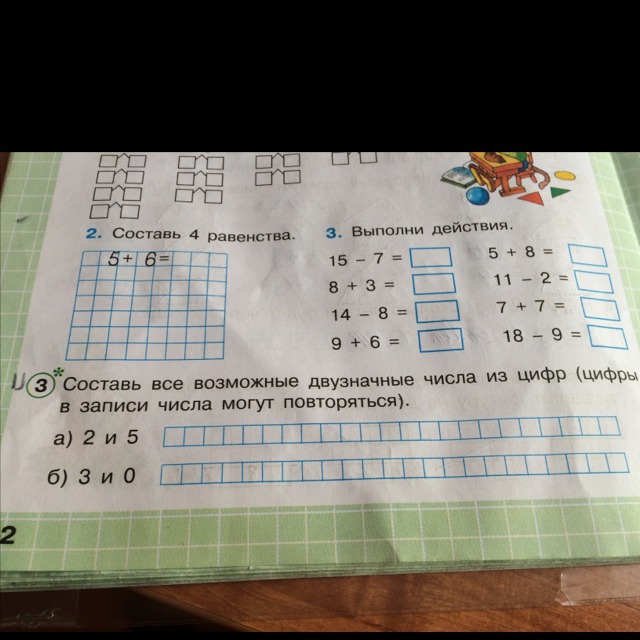 2. Составь 4 равенства.
5+ 6=
3. Выполни действия.
15 – 7 =
8 + 3 =
14 – 8 =
9 + 6 =
5 + 8 =
11 – 2 =
7 + 7 =
18 – 9 =
3* Составь все возможные двузначные числа из цифр (цифры
в записи числа могут повторяться).
а) 2 и 5
б) 3 и 0
2